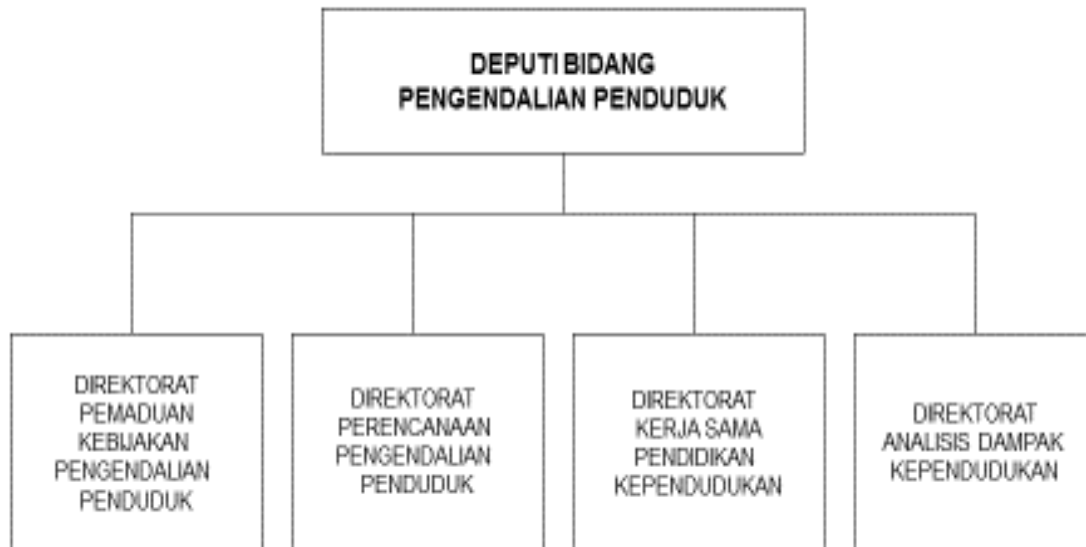 DEPUTI BIDANG
PENGENDALIAN PENDUDUK
DIREKTORAT
PEMADUAN
KEBIJAKAN
PENGENDALIAN
PENDUDUK
DIREKTORAT
PERENCANAAN
PENGENDALIAN
PENDUDUK
DIREKTORAT
KERJA SAMA
PENDIDIKAN
KEPENDUDUKAN
DIREKTORAT
ANALISIS DAMPAK
KEPENDUDUKAN